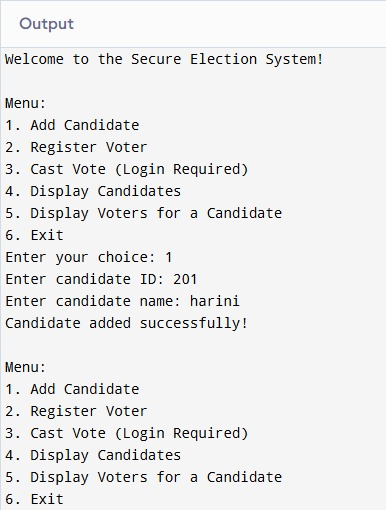 Output
Welcome to the Secure Election System!
Menu:
1. Add Candidate
2. Register Voter
3. Cast Vote (Login Required)
4. Display Candidates
5. Display Voters for a Candidate
6. Exit
Enter your choice: 1
Enter candidate ID: 201
Enter candidate name: harini
Candidate added successfully!
Menu:
1. Add Candidate
2. Register Voter
3. Cast Vote (Login Required)
4. Display Candidates
5. Display Voters for a Candidate
6. Exit